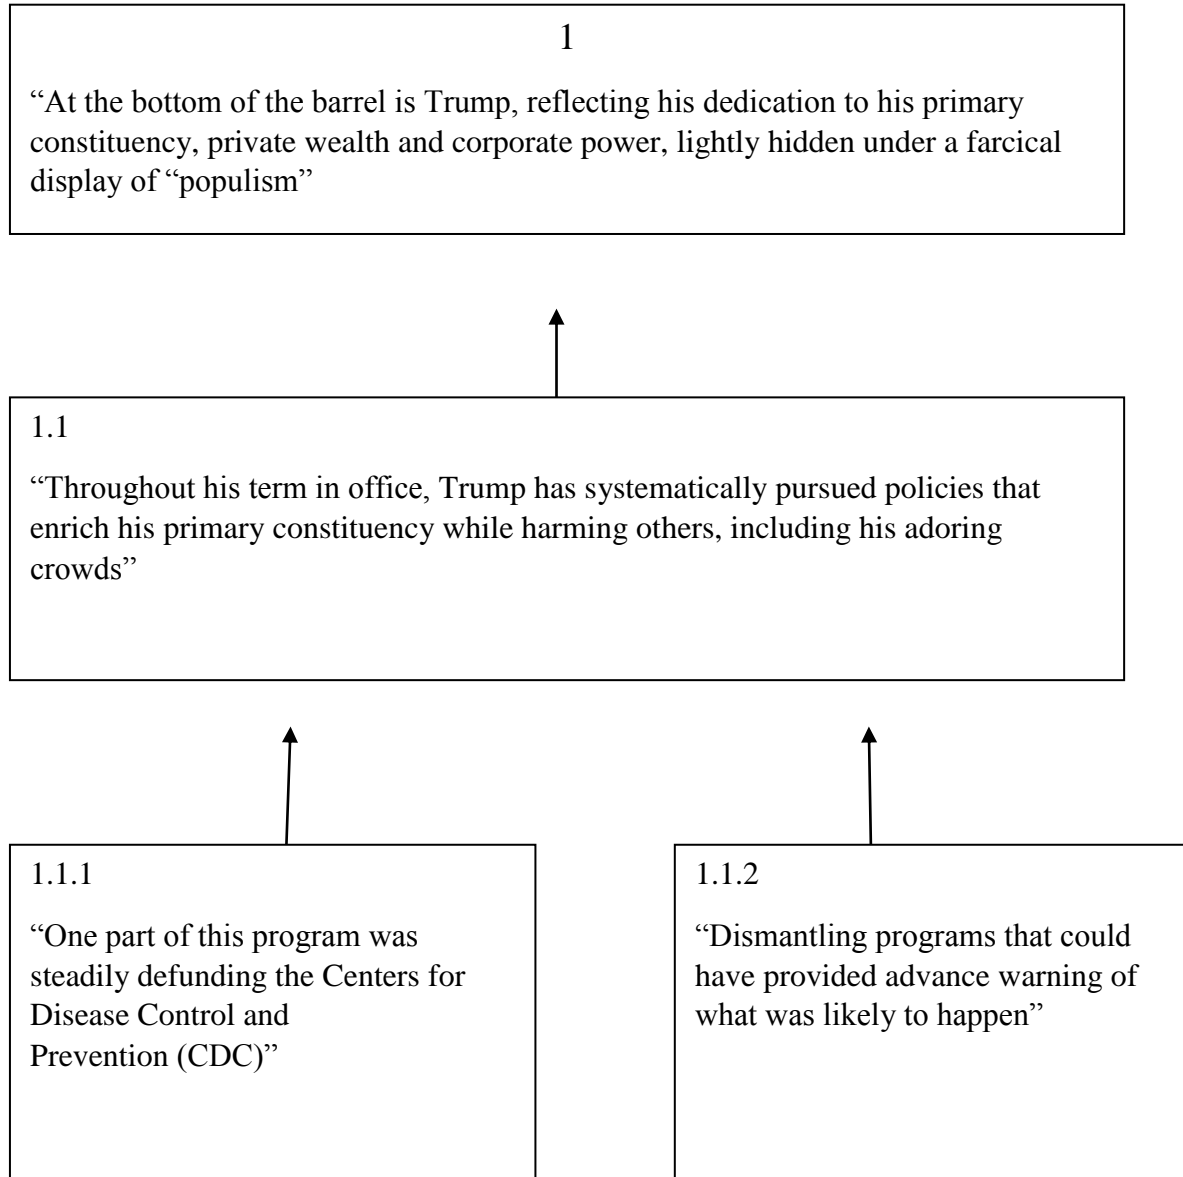 1
“At the bottom of the barrel is Trump, reflecting his dedication to his primary
constituency, private wealth and corporate power, lightly hidden under a farcical
display of “populism”
1.1
“Throughout his term in office, Trump has systematically pursued policies that
enrich his primary constituency while harming others, including his adoring
crowds”
1.1.1
“One part of this program was
steadily defunding the Centers for
Disease Control and
Prevention (CDC)”
1.1.2
“Dismantling programs that could
have provided advance warning of
what was likely to happen”